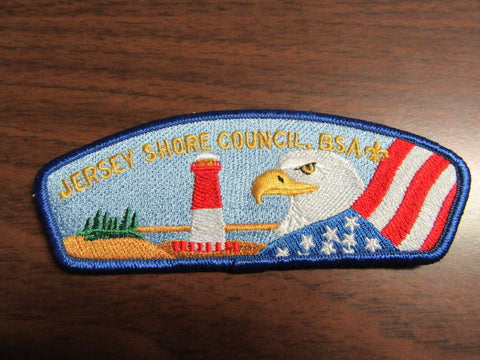 JERSEY SHORE COUNCIL, BSA